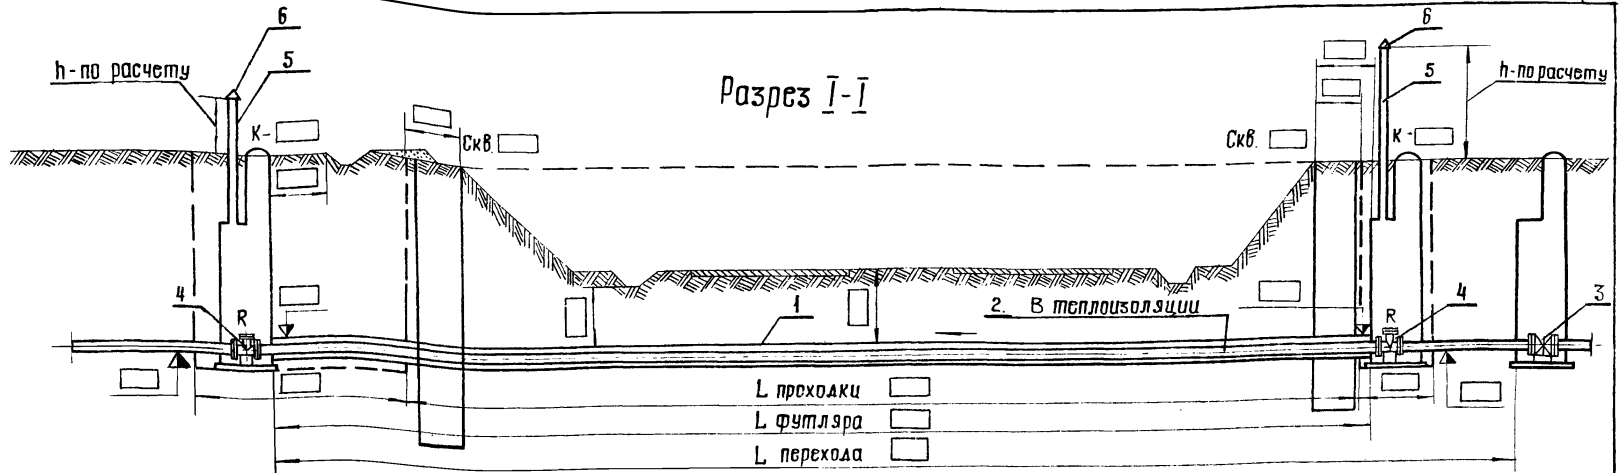 6
5
h-по расчету
К-
Скв.
Разрез I-I
Скв.
6
5
h-по расчету
К-
4
R
1
2. В теплоизоляции
R
4
3
L проходки
L футляра
L перехода